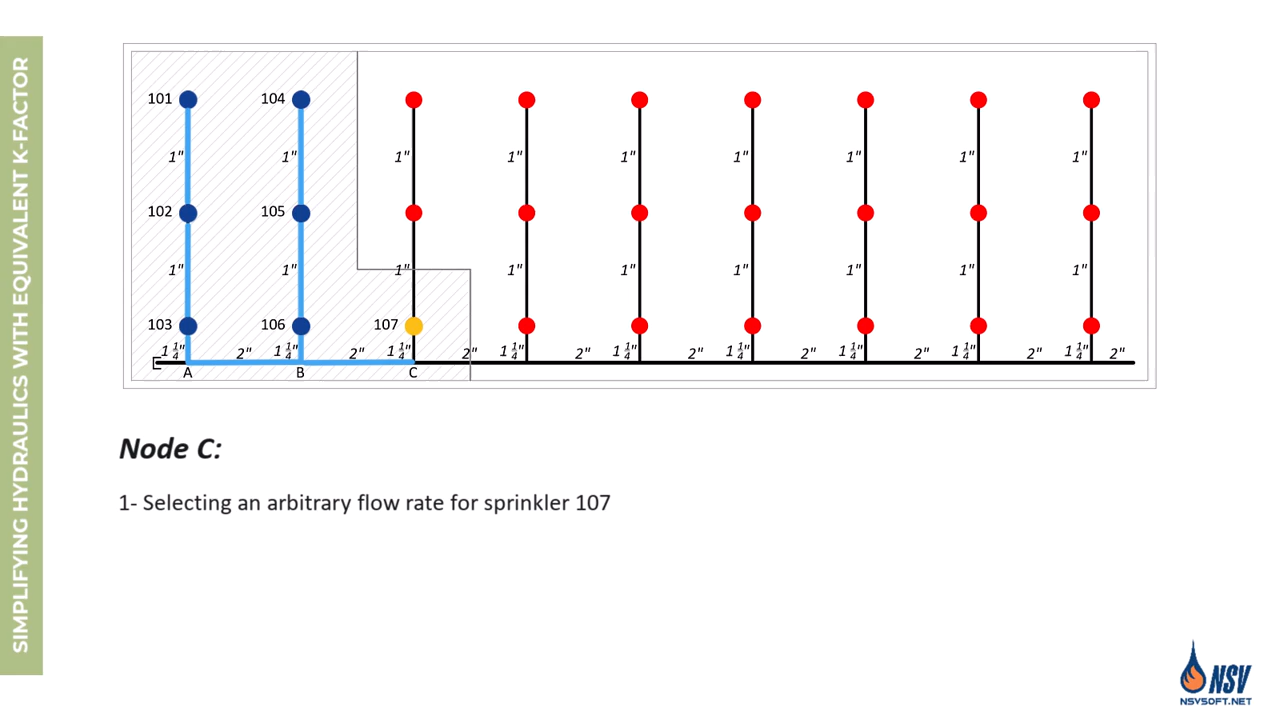 SIMPLIFYING HYDRAULICS WITH EQUIVALENT K-FACTOR
101 104
1" 1" 1" 1" 1" 1" 1" 1" 1"
102 105
1" 1" 1" 1" 1" 1" 1" 1" 1"
103 106 107
1 1/4" 2" 1 1/4" 2" 1 1/4" 2" 1 1/4" 2" 1 1/4" 2" 1 1/4" 2" 1 1/4" 2" 1 1/4" 2" 1 1/4" 2"
A B C
Node C:
1- Selecting an arbitrary flow rate for sprinkler 107
NSV
NSVSOFT.NET